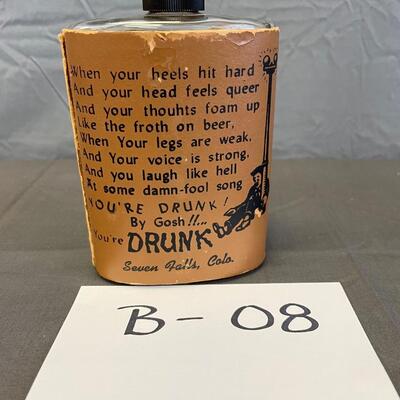 When your heels hit hard
And your head feels queer
And your thouhts foam up
Like the froth on beer,
When Your legs are weak,
And Your voice is strong,
And you laugh like hell
At some damn-fool song
YOU'RE DRUNK!
By Gosh!!...
You're DRUNK
Seven Falls, Colo.
B-08